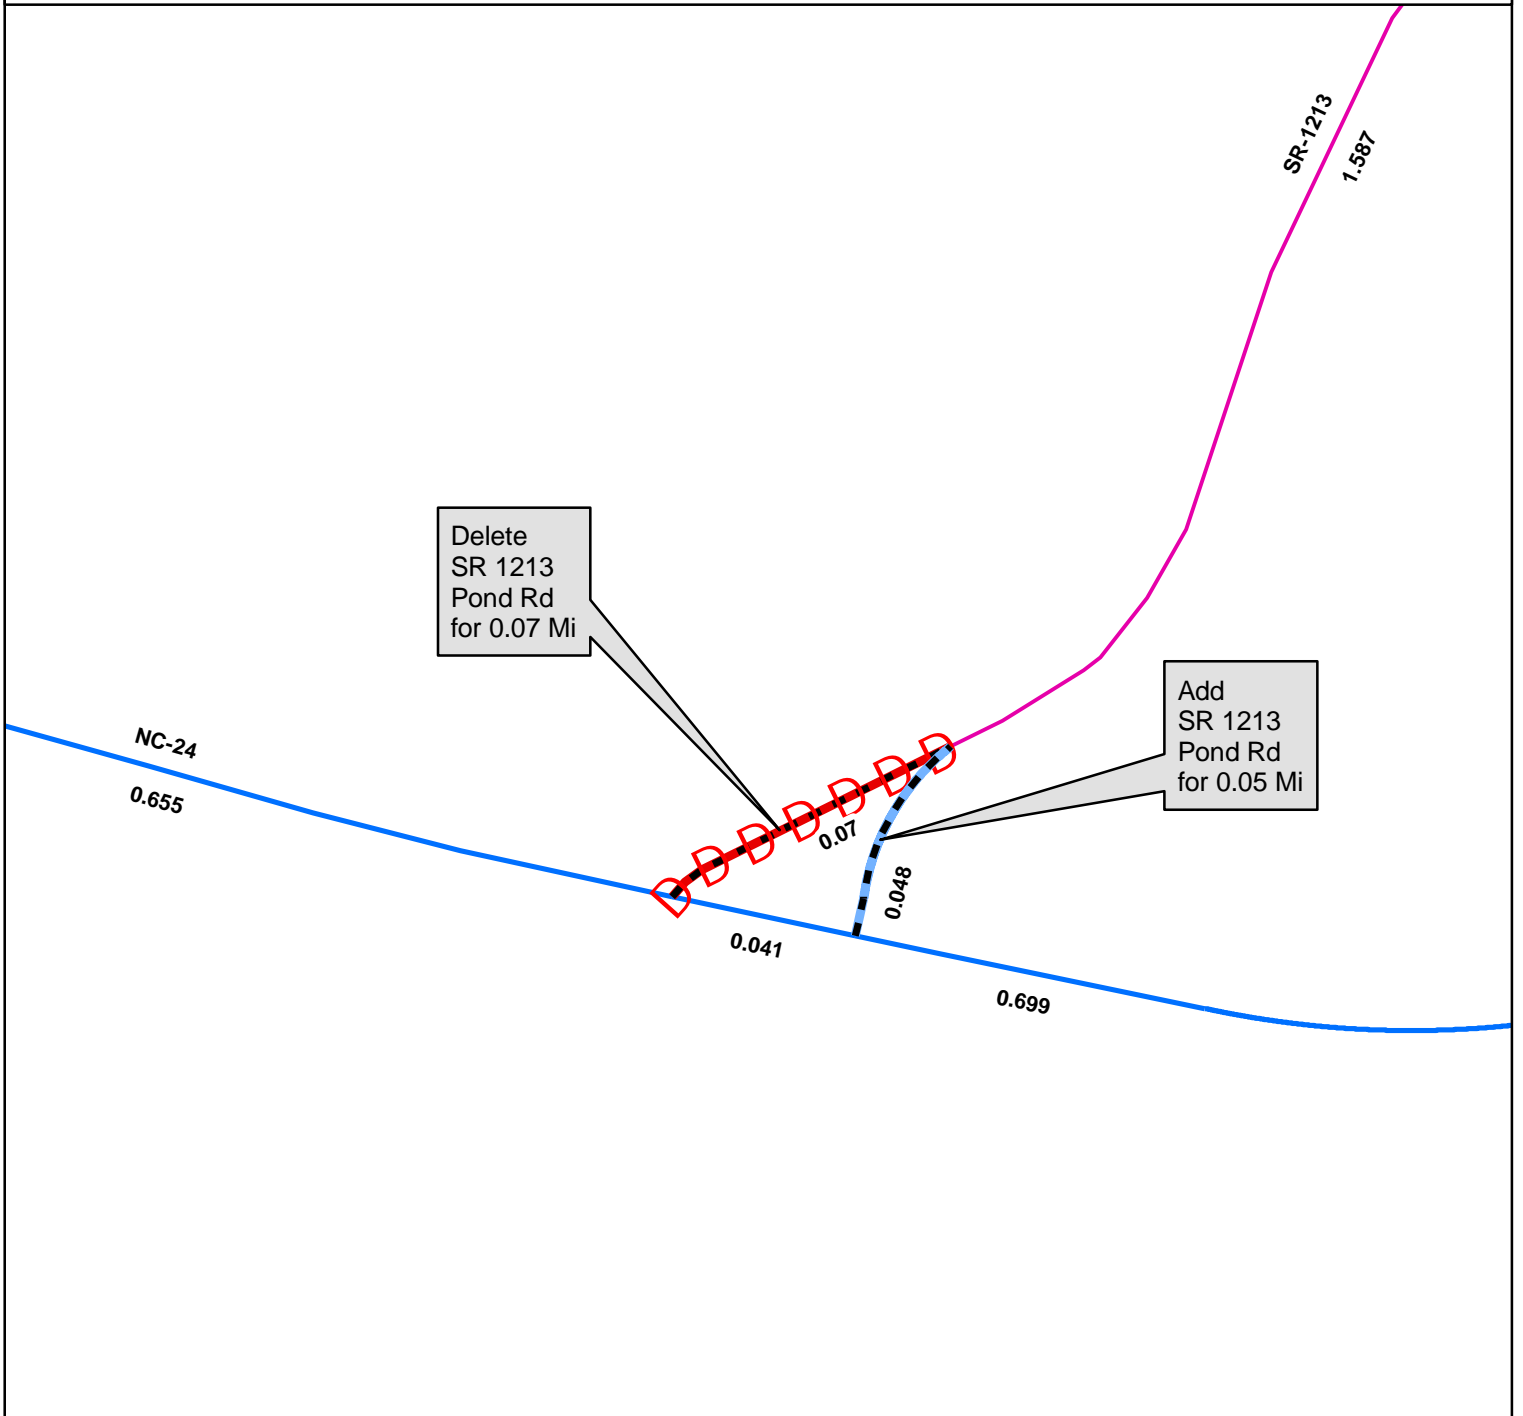 SR-1213
1.587
Delete
SR 1213
Pond Rd
for 0.07 Mi
Add
SR 1213
Pond Rd
for 0.05 Mi
NC-24
0.655
D D D D D D D
0.07
0.048
0.041
0.699